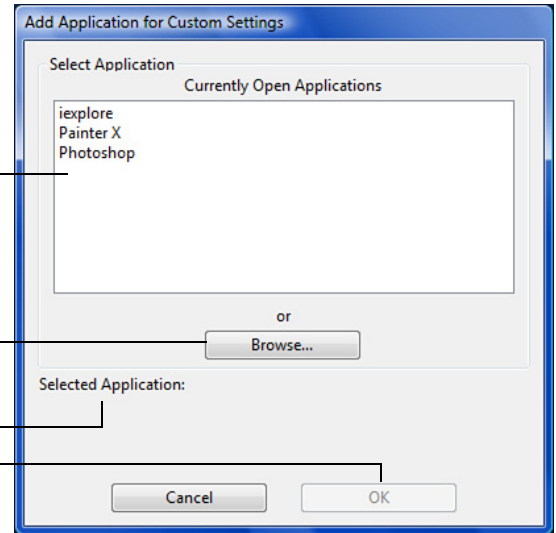 Add Application for Custom Settings
Select Application
Currently Open Applications
iexplore
Painter X
Photoshop
or
Browse...
Selected Application:
Cancel OK